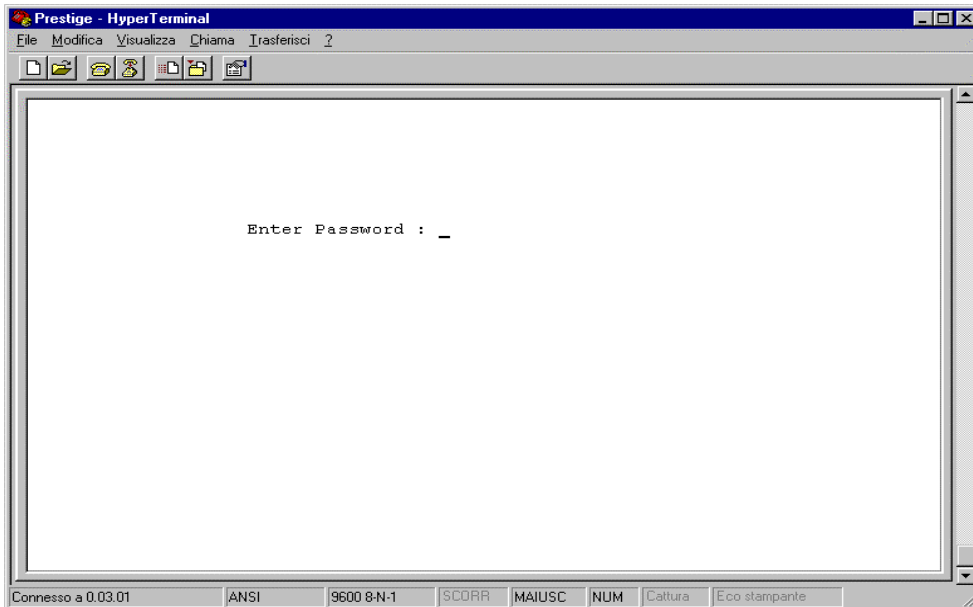 Prestige - HyperTerminal
File Modifica Visualizza Chiama Trasferisci ?
Enter Password : _
Connesso a 0.03.01 ANSI 9600 8-N-1 SCORR MAIUSC NUM Cattura Eco stampante